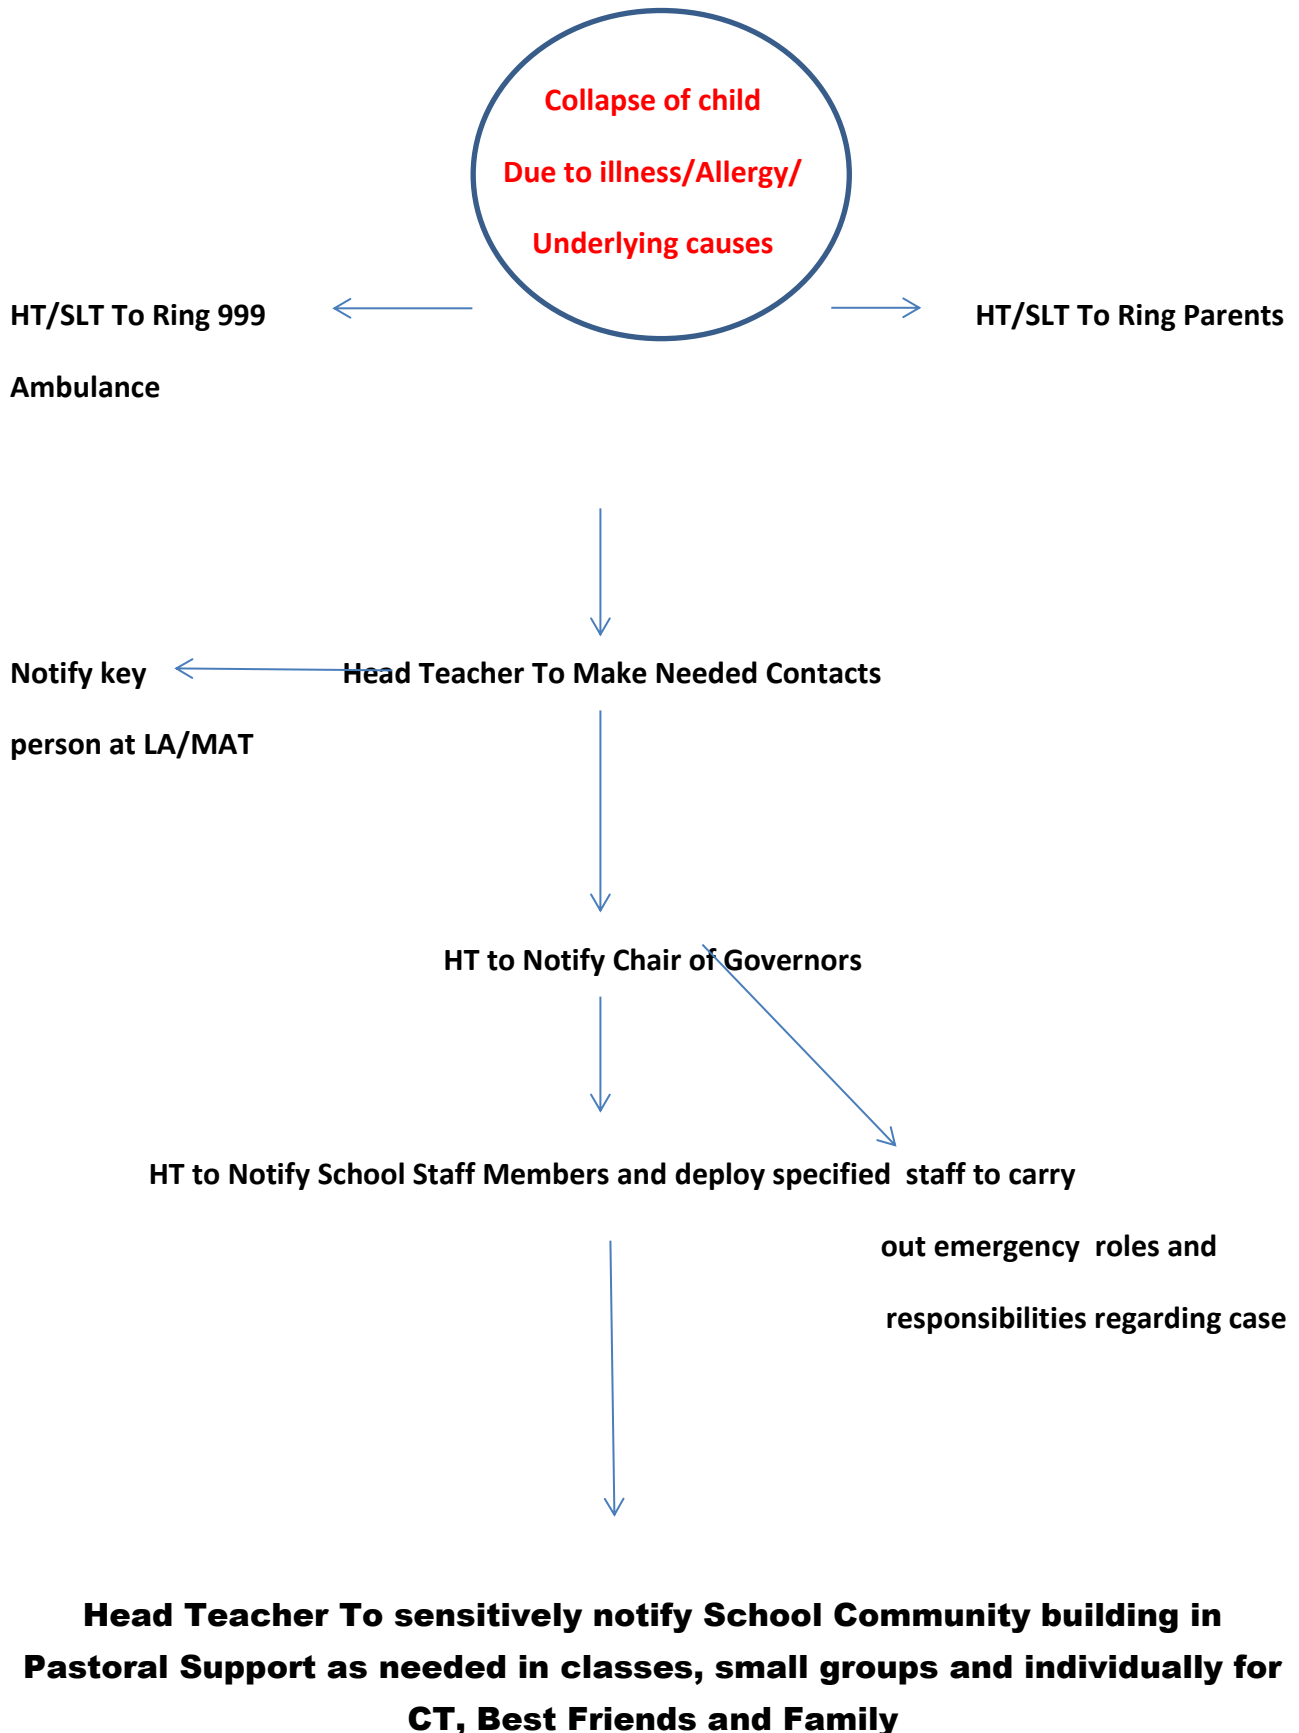 Collapse of child
Due to illness/Allergy/
Underlying causes
HT/SLT To Ring 999
HT/SLT To Ring Parents
Ambulance
Notify key
Head Teacher To Make Needed Contacts
person at LA/MAT
HT to Notify Chair of Governors
HT to Notify School Staff Members and deploy specified  staff to carry
out emergency  roles and
responsibilities regarding case
Head Teacher To sensitively notify School Community building in
Pastoral Support as needed in classes, small groups and individually for
CT, Best Friends and Family